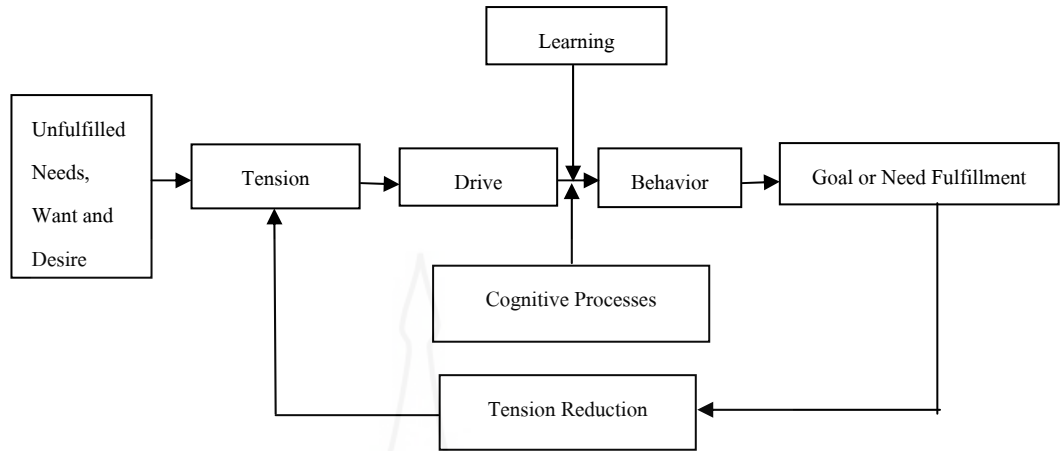 Learning
Unfulfilled
Needs,
Want and
Desire
Tension
Drive
Behavior
Goal or Need Fulfillment
Cognitive Processes
Tension Reduction